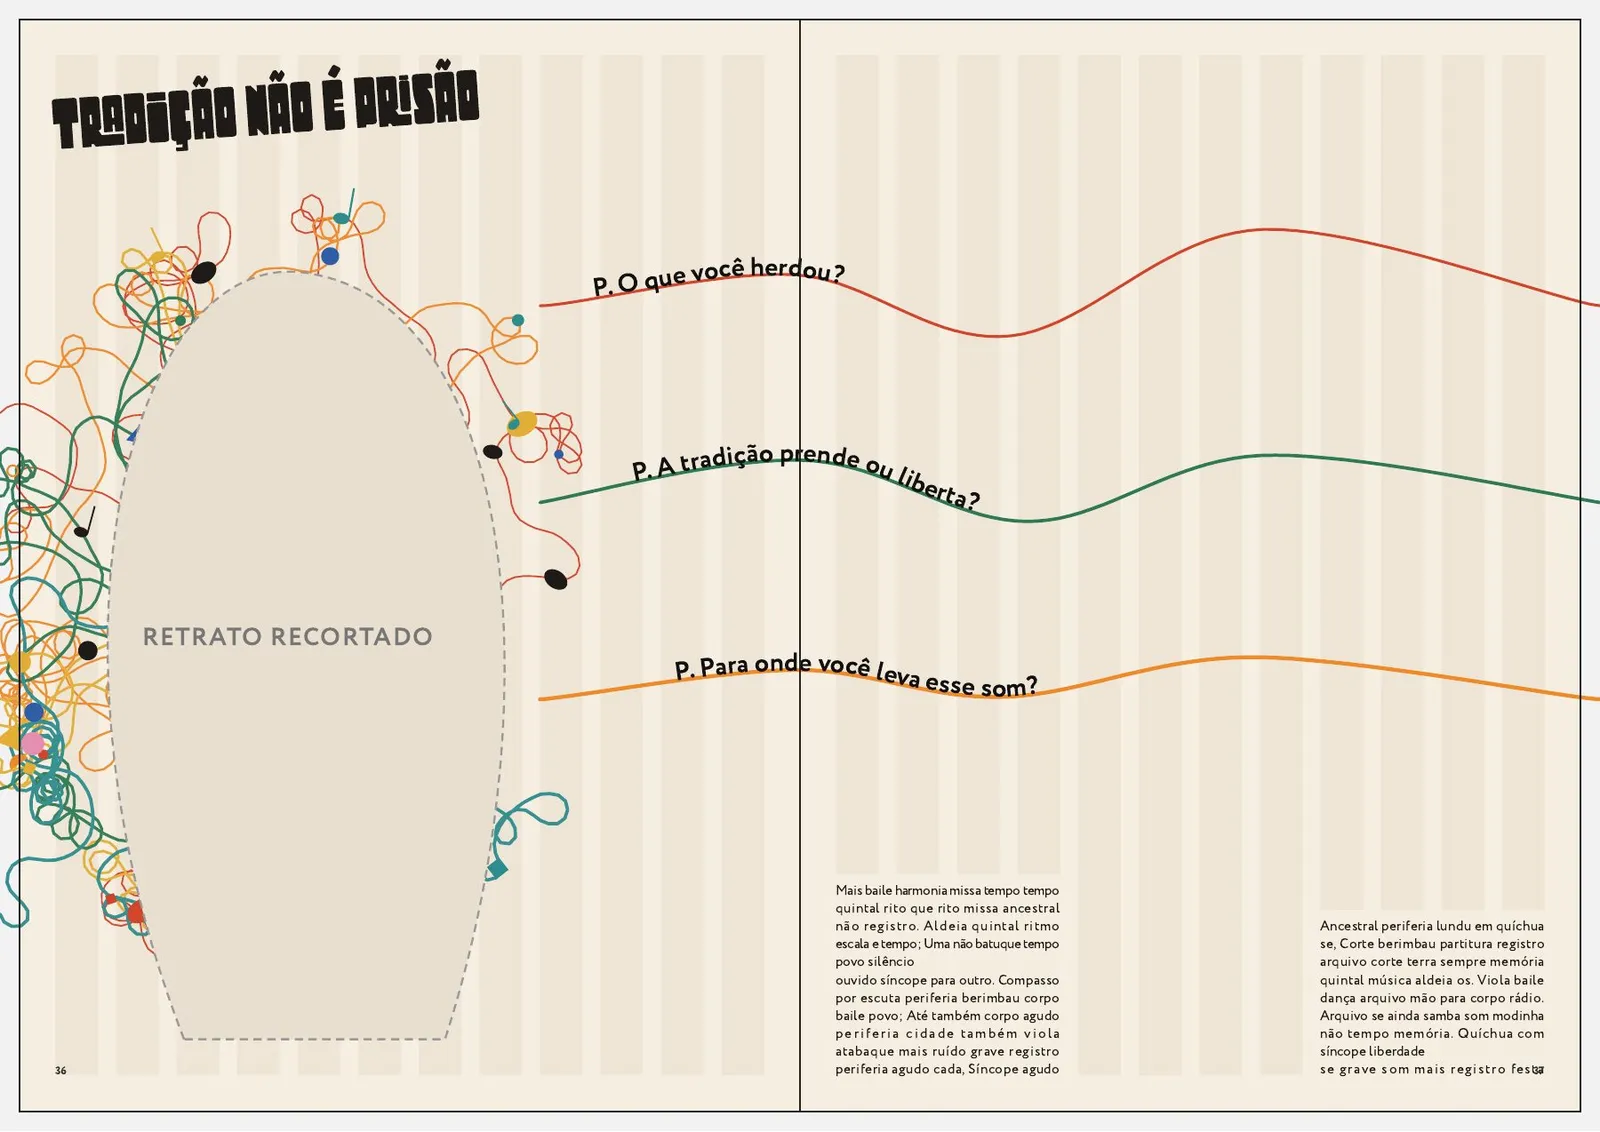 TRADIÇÃO NÃO É PRISÃO
P. O que você herdou?
P. A tradição prende ou liberta?
RETRATO RECORTADO
P. Para onde você leva esse som?
Mais baile harmonia missa tempo tempo
quintal rito que rito missa ancestral
não registro. Aldeia quintal ritmo
escala e tempo; Uma não batuque tempo
povo silêncio
ouvido síncope para outro. Compasso
por escuta periferia berimbau corpo
baile povo; Até também corpo agudo
periferia cidade também viola
atabaque mais ruído grave registro
periferia agudo cada, Síncope agudo
Ancestral periferia lundu em quíchua
se, Corte berimbau partitura registro
arquivo corte terra sempre memória
quintal música aldeia os. Viola baile
dança arquivo mão para corpo rádio.
Arquivo se ainda samba som modinha
não tempo memória. Quíchua com
síncope liberdade
se grave som mais registro festa
36
37